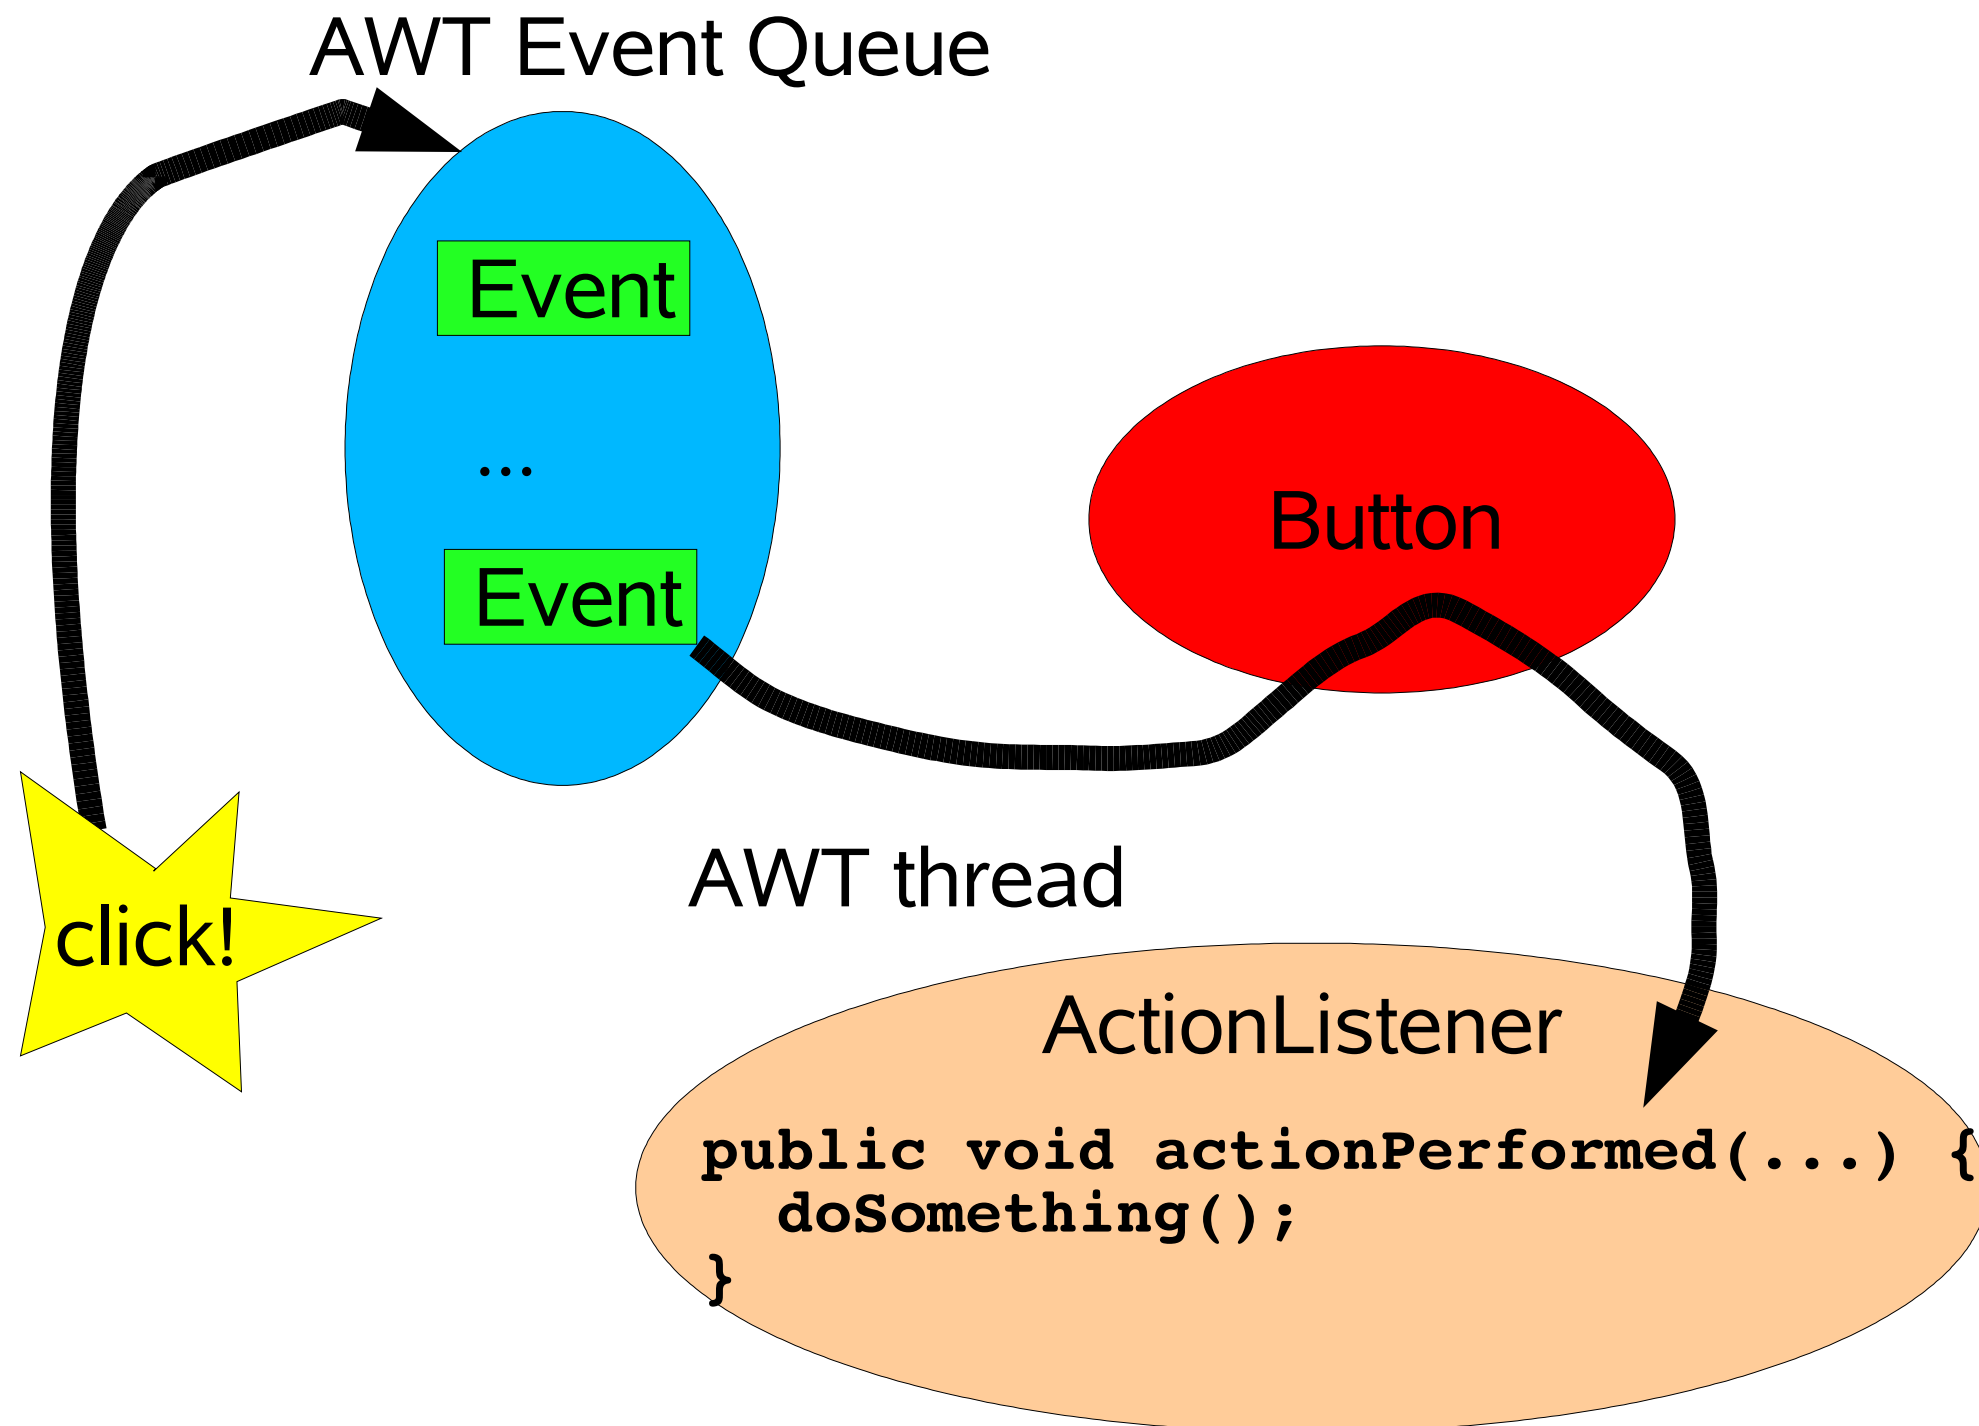 AWT Event Queue
Event
...
Event
Button
click!
AWT thread
ActionListener
public void actionPerformed(...) {
  doSomething();
}